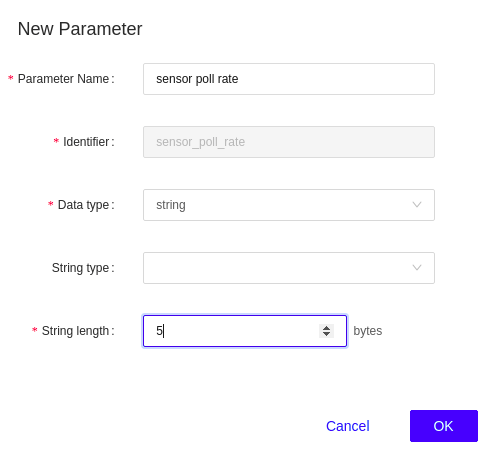 New Parameter
* Parameter Name: sensor poll rate
* Identifier: sensor_poll_rate
* Data type: string
String type:
* String length: 5 bytes
Cancel OK